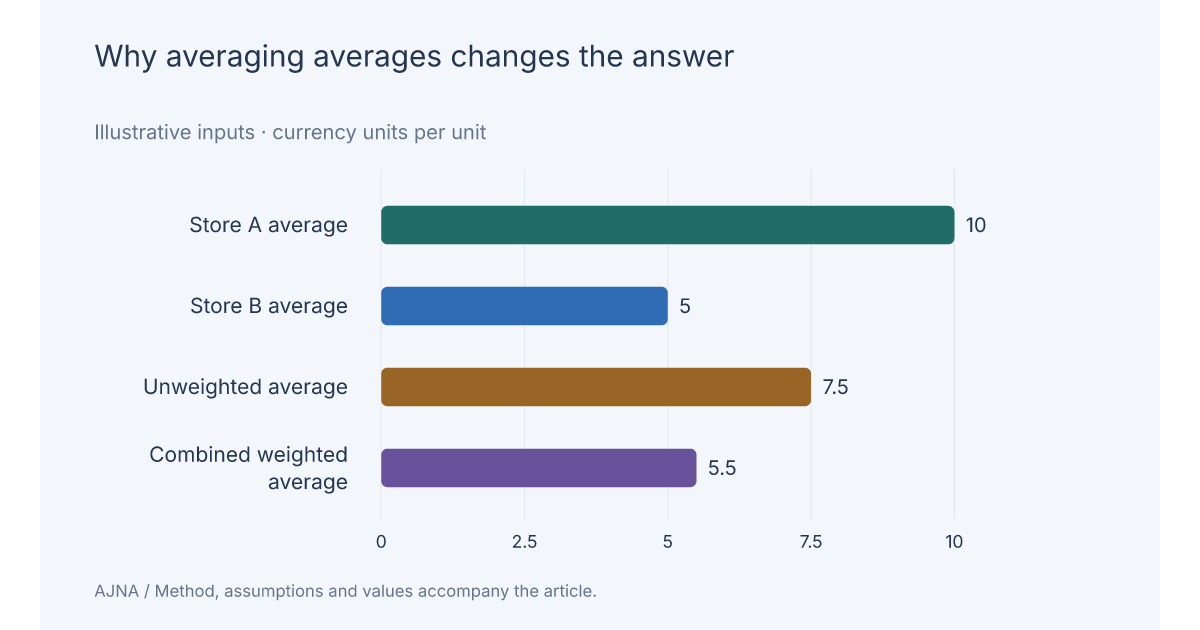 Why averaging averages changes the answer
Illustrative inputs · currency units per unit
Store A average
10
Store B average
5
Unweighted average
7.5
Combined weighted
average
5.5
0 2.5 5 7.5 10
AJNA / Method, assumptions and values accompany the article.